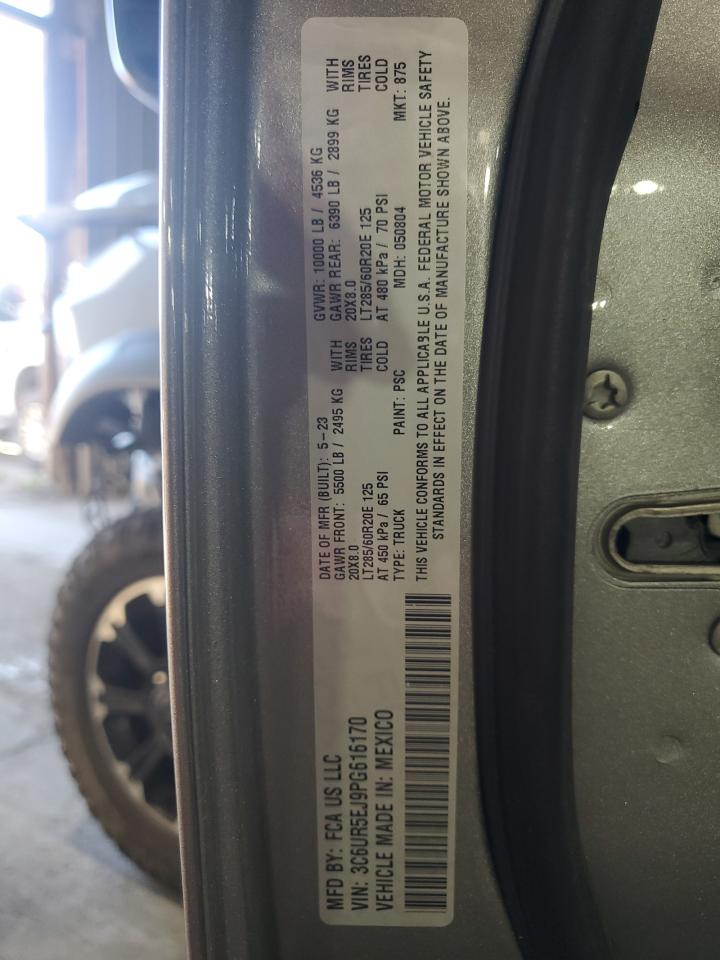 MFD BY: FCA US LLC
VIN: 3C6UR5EJ9PG616170
VEHICLE MADE IN: MEXICO
DATE OF MFR (BUILT): 5-23 GVWR: 10000 LB / 4536 KG
GAWR FRONT: 5500 LB / 2495 KG WITH GAWR REAR: 6390 LB / 2899 KG WITH
20X8.0 RIMS 20X8.0 RIMS
LT285/60R20E 125 TIRES LT285/60R20E 125 TIRES
AT 450 kPa / 65 PSI COLD AT 480 kPa / 70 PSI COLD
TYPE: TRUCK PAINT: PSC MDH: 050804 MKT: 875
THIS VEHICLE CONFORMS TO ALL APPLICABLE U.S.A. FEDERAL MOTOR VEHICLE SAFETY
STANDARDS IN EFFECT ON THE DATE OF MANUFACTURE SHOWN ABOVE.